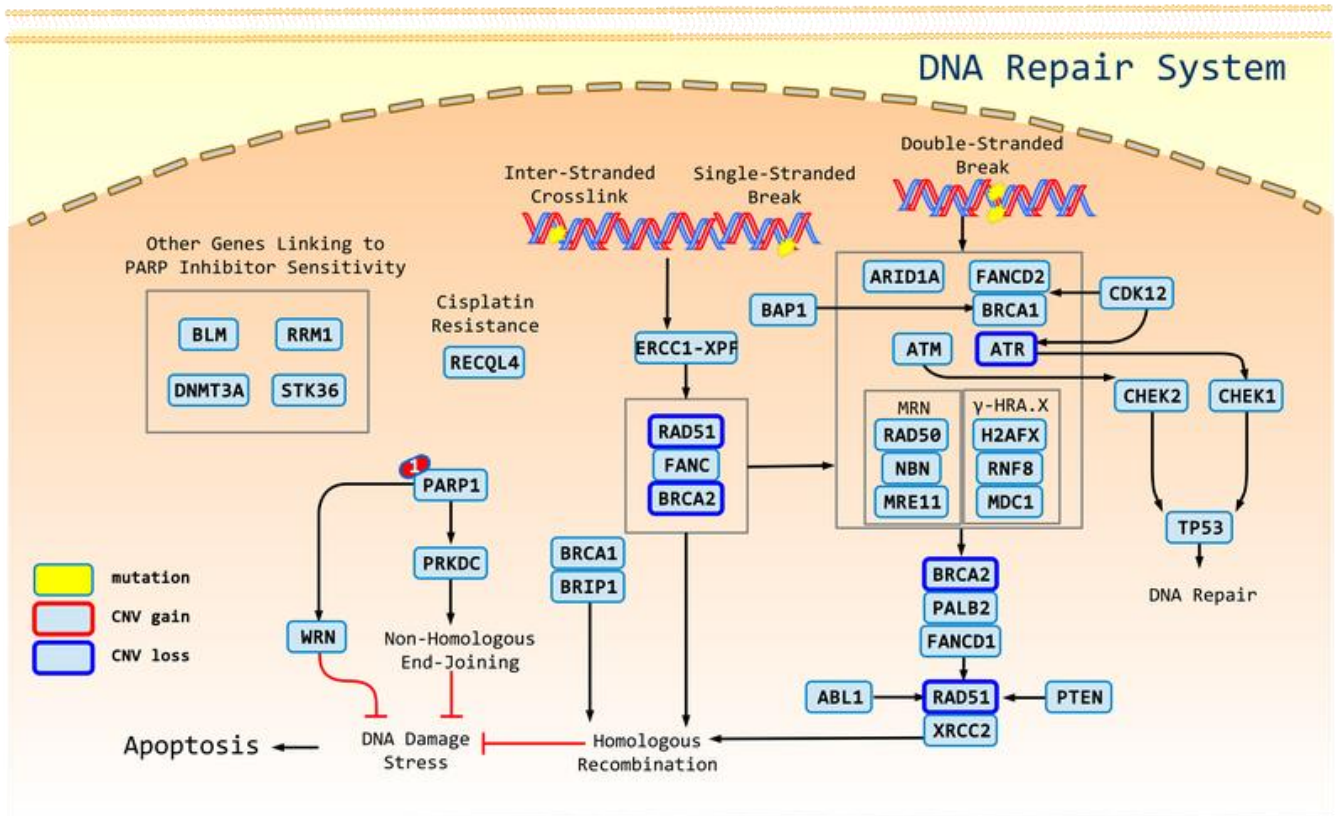 DNA Repair System
Double-Stranded
Break
Inter-Stranded
Crosslink
Single-Stranded
Break
Other Genes Linking to
PARP Inhibitor Sensitivity
BLM
RRM1
DNMT3A
STK36
Cisplatin
Resistance
RECQL4
ERCC1-XPF
RAD51
FANC
BRCA2
BAP1
ARID1A
FANCD2
BRCA1
CDK12
ATM
ATR
CHEK2
CHEK1
MRN
RAD50
NBN
MRE11
γ-HRA.X
H2AFX
RNF8
MDC1
TP53
DNA Repair
1
PARP1
PRKDC
WRN
Non-Homologous
End-Joining
BRCA1
BRIP1
BRCA2
PALB2
FANCD1
ABL1
RAD51
PTEN
XRCC2
mutation
CNV gain
CNV loss
Apoptosis
DNA Damage
Stress
Homologous
Recombination